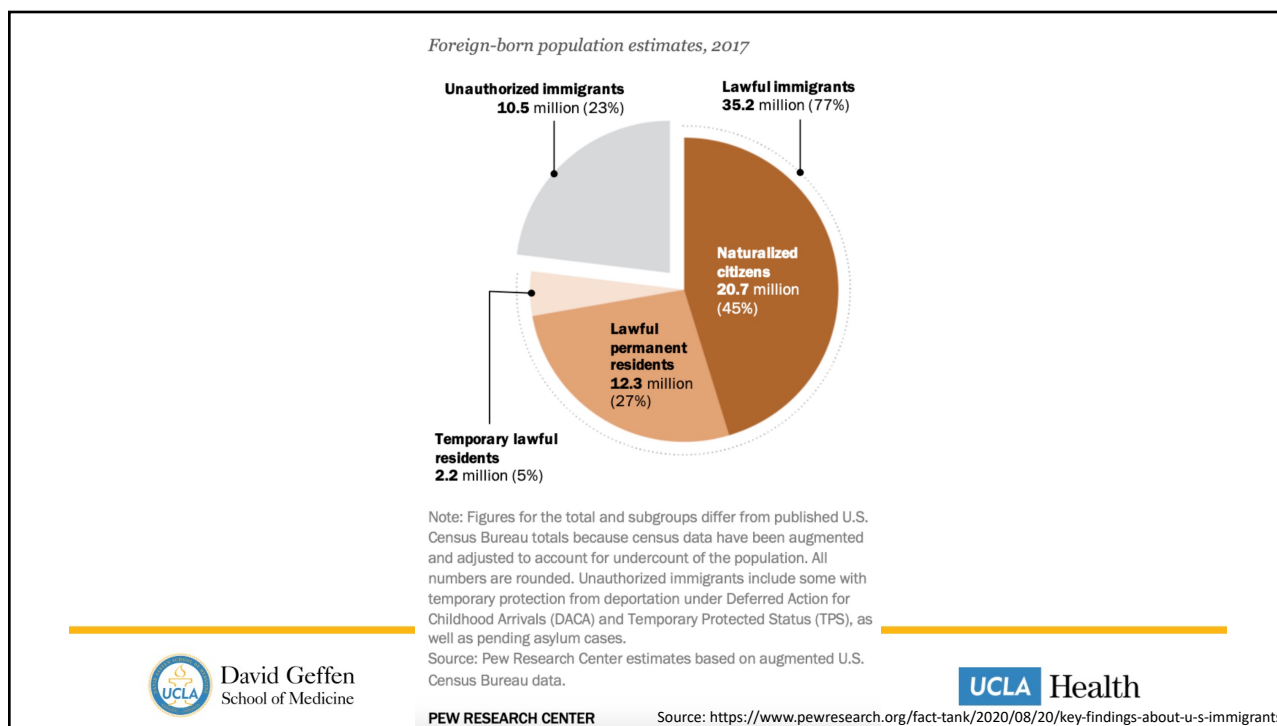 Foreign-born population estimates, 2017
Unauthorized immigrants
10.5 million (23%)
Lawful immigrants
35.2 million (77%)
Naturalized
citizens
20.7 million
(45%)
Lawful
permanent
residents
12.3 million
(27%)
Temporary lawful
residents
2.2 million (5%)
Note: Figures for the total and subgroups differ from published U.S.
Census Bureau totals because census data have been augmented
and adjusted to account for undercount of the population. All
numbers are rounded. Unauthorized immigrants include some with
temporary protection from deportation under Deferred Action for
Childhood Arrivals (DACA) and Temporary Protected Status (TPS), as
well as pending asylum cases.
Source: Pew Research Center estimates based on augmented U.S.
Census Bureau data.
PEW RESEARCH CENTER
UCLA
David Geffen
School of Medicine
UCLA Health
Source: https://www.pewresearch.org/fact-tank/2020/08/20/key-findings-about-u-s-immigrants